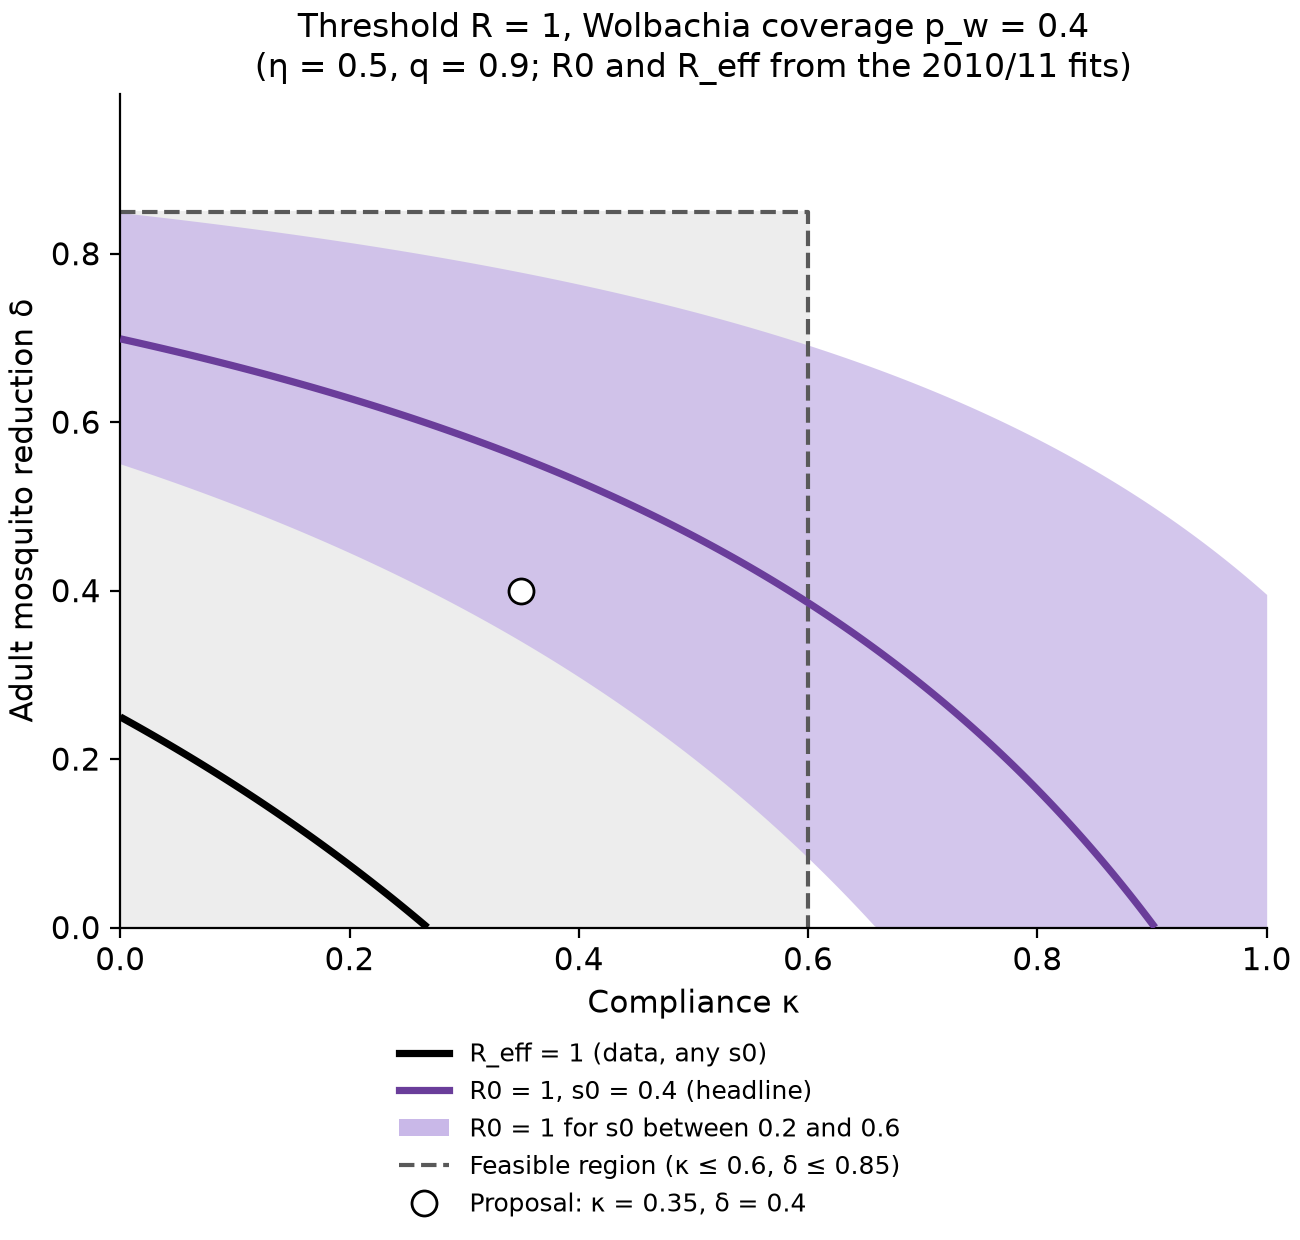 Threshold R = 1, Wolbachia coverage p_w = 0.4
(η = 0.5, q = 0.9; R0 and R_eff from the 2010/11 fits)
Adult mosquito reduction δ
0.8
0.6
0.4
0.2
0.0
0.0 0.2 0.4 0.6 0.8 1.0
Compliance κ
R_eff = 1 (data, any s0)
R0 = 1, s0 = 0.4 (headline)
R0 = 1 for s0 between 0.2 and 0.6
Feasible region (κ ≤ 0.6, δ ≤ 0.85)
Proposal: κ = 0.35, δ = 0.4